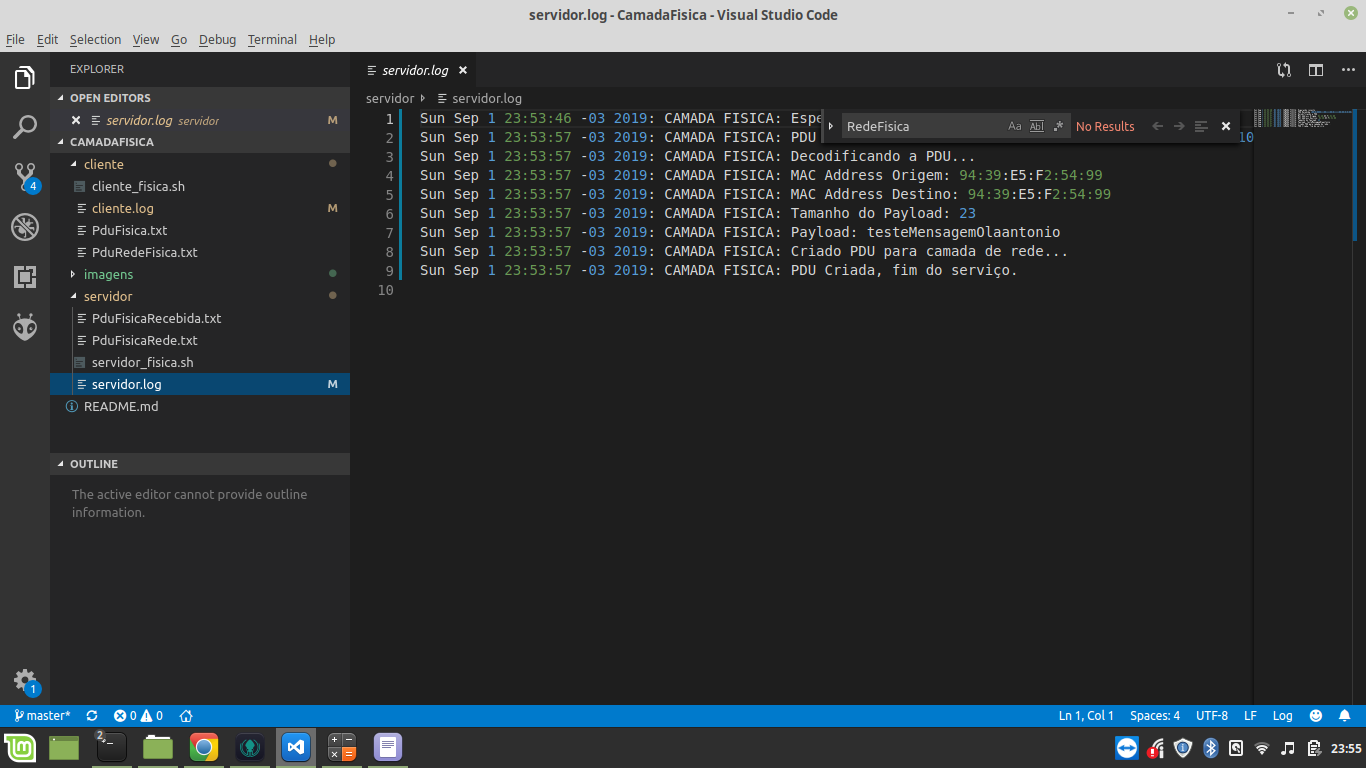 servidor.log - CamadaFisica - Visual Studio Code
File Edit Selection View Go Debug Terminal Help
EXPLORER
OPEN EDITORS
servidor.log servidor M
CAMADAFISICA
cliente
cliente_fisica.sh
cliente.log M
PduFisica.txt
PduRedeFisica.txt
imagens
servidor
PduFisicaRecebida.txt
PduFisicaRede.txt
servidor_fisica.sh
servidor.log M
README.md
OUTLINE
The active editor cannot provide outline
information.
4
1
servidor.log
servidor servidor.log
RedeFisica Aa Abl .* No Results
1 Sun Sep 1 23:53:46 -03 2019: CAMADA FISICA: Espe
2 Sun Sep 1 23:53:57 -03 2019: CAMADA FISICA: PDU 10
3 Sun Sep 1 23:53:57 -03 2019: CAMADA FISICA: Decodificando a PDU...
4 Sun Sep 1 23:53:57 -03 2019: CAMADA FISICA: MAC Address Origem: 94:39:E5:F2:54:99
5 Sun Sep 1 23:53:57 -03 2019: CAMADA FISICA: MAC Address Destino: 94:39:E5:F2:54:99
6 Sun Sep 1 23:53:57 -03 2019: CAMADA FISICA: Tamanho do Payload: 23
7 Sun Sep 1 23:53:57 -03 2019: CAMADA FISICA: Payload: testeMensagemOlaantonio
8 Sun Sep 1 23:53:57 -03 2019: CAMADA FISICA: Criado PDU para camada de rede...
9 Sun Sep 1 23:53:57 -03 2019: CAMADA FISICA: PDU Criada, fim do serviço.
10
master* 0 0 Ln 1, Col 1 Spaces: 4 UTF-8 LF Log
2 23:55